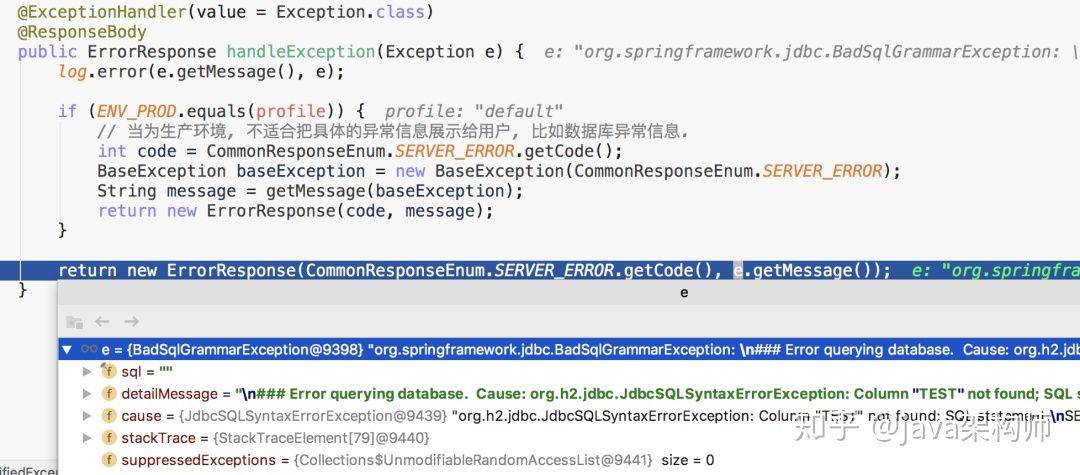 @ExceptionHandler(value = Exception.class)
@ResponseBody
public ErrorResponse handleException(Exception e) {  e: "org.springframework.jdbc.BadSqlGrammarException: \
log.error(e.getMessage(), e);
if (ENV_PROD.equals(profile)) {  profile: "default"
// 当为生产环境, 不适合把具体的异常信息展示给用户, 比如数据库异常信息.
int code = CommonResponseEnum.SERVER_ERROR.getCode();
BaseException baseException = new BaseException(CommonResponseEnum.SERVER_ERROR);
String message = getMessage(baseException);
return new ErrorResponse(code, message);
}
return new ErrorResponse(CommonResponseEnum.SERVER_ERROR.getCode(), e.getMessage());  e: "org.springfra
}
e
e = {BadSqlGrammarException@9398} "org.springframework.jdbc.BadSqlGrammarException: \n### Error querying database.  Cause: org.h2.j
f sql = ""
f detailMessage = "\n### Error querying database.  Cause: org.h2.jdbc.JdbcSQLSyntaxErrorException: Column "TEST" not found; SQL s
f cause = {JdbcSQLSyntaxErrorException@9439} "org.h2.jdbc.JdbcSQLSyntaxErrorException: Column "TEST" not found; SQL statement:\nSE
f stackTrace = {StackTraceElement[79]@9440}
f suppressedExceptions = {Collections$UnmodifiableRandomAccessList@9441}  size = 0
ifiedExce
知乎 @java架构师